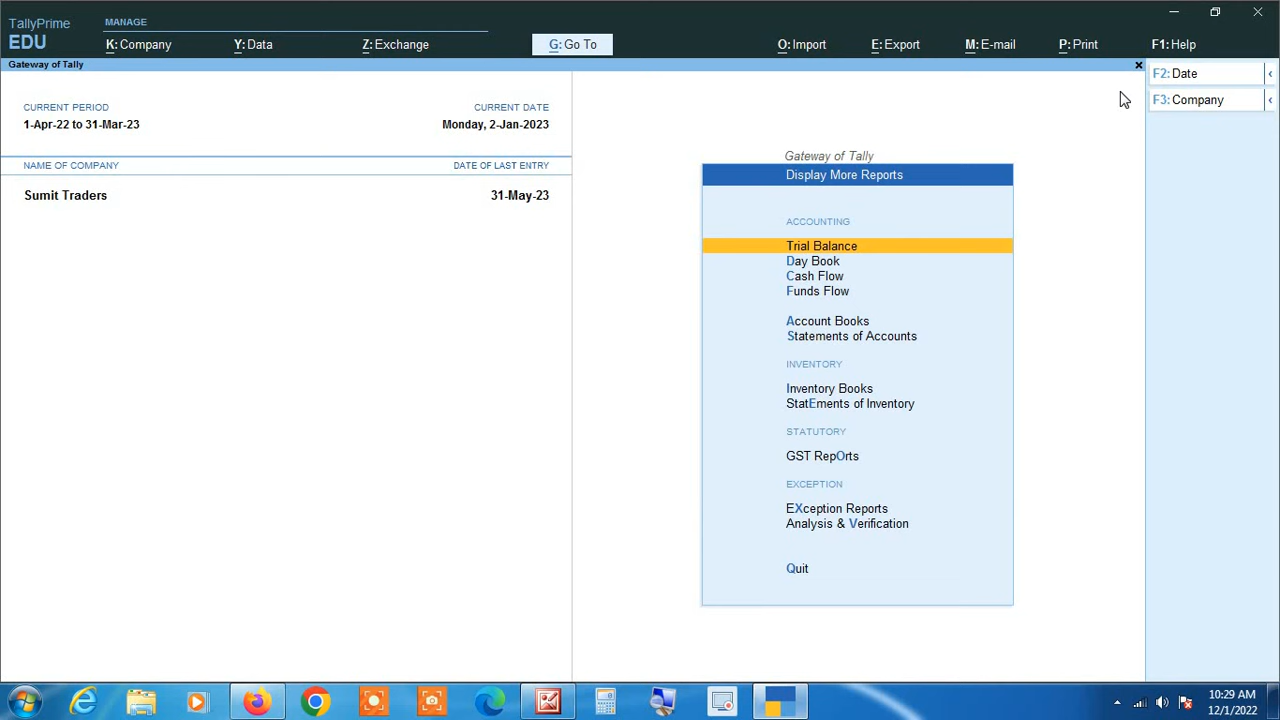 TallyPrime
EDU
MANAGE
K: Company
Y: Data
Z: Exchange
G: Go To
O: Import
E: Export
M: E-mail
P: Print
F1: Help
Gateway of Tally
F2: Date
F3: Company
CURRENT PERIOD
CURRENT DATE
1-Apr-22 to 31-Mar-23
Monday, 2-Jan-2023
NAME OF COMPANY
DATE OF LAST ENTRY
Sumit Traders
31-May-23
Gateway of Tally
Display More Reports
ACCOUNTING
Trial Balance
Day Book
Cash Flow
Funds Flow
Account Books
Statements of Accounts
INVENTORY
Inventory Books
StatEments of Inventory
STATUTORY
GST RepOrts
EXCEPTION
EXception Reports
Analysis & Verification
Quit
10:29 AM
12/1/2022